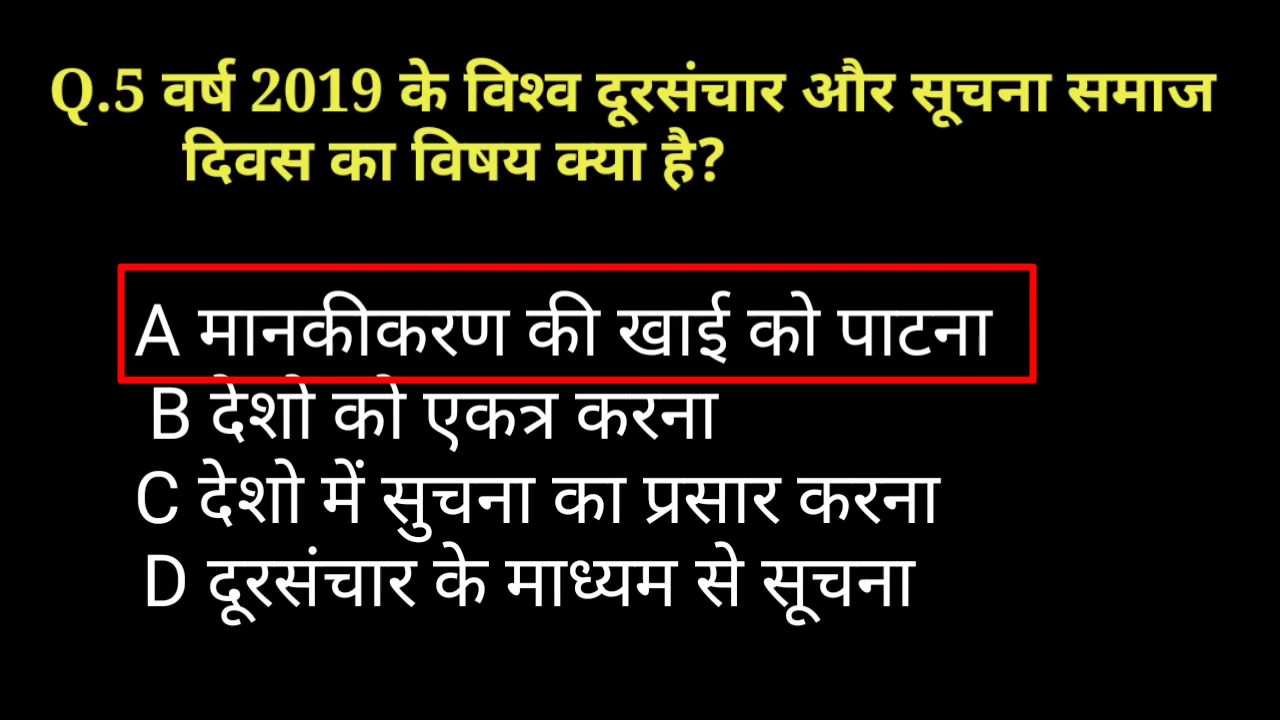 Q.5 वर्ष 2019 के विश्व दूरसंचार और सूचना समाज
दिवस का विषय क्या है?
A मानकीकरण की खाई को पाटना
B देशो को एकत्र करना
C देशो में सुचना का प्रसार करना
D दूरसंचार के माध्यम से सूचना